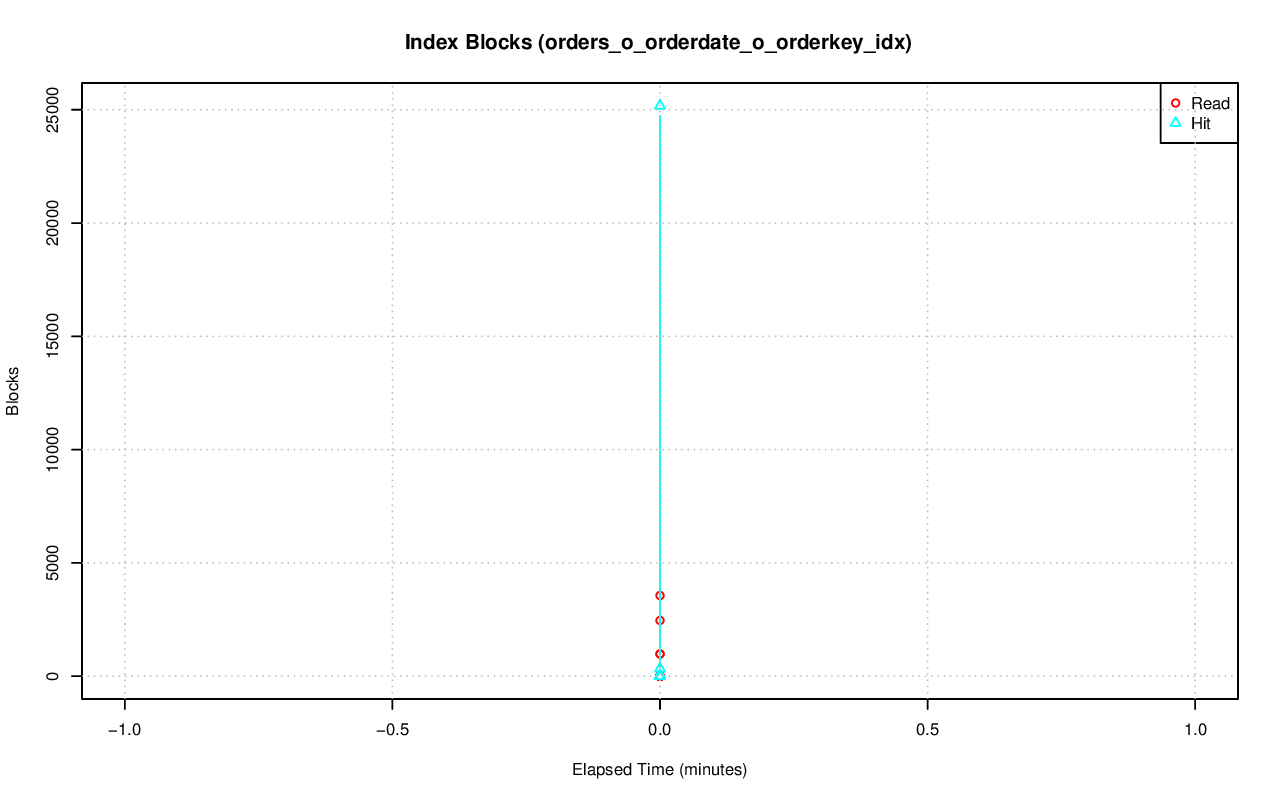 Index Blocks (orders_o_orderdate_o_orderkey_idx)
Read
Hit
25000
20000
15000
10000
5000
0
Blocks
−1.0
−0.5
0.0
0.5
1.0
Elapsed Time (minutes)